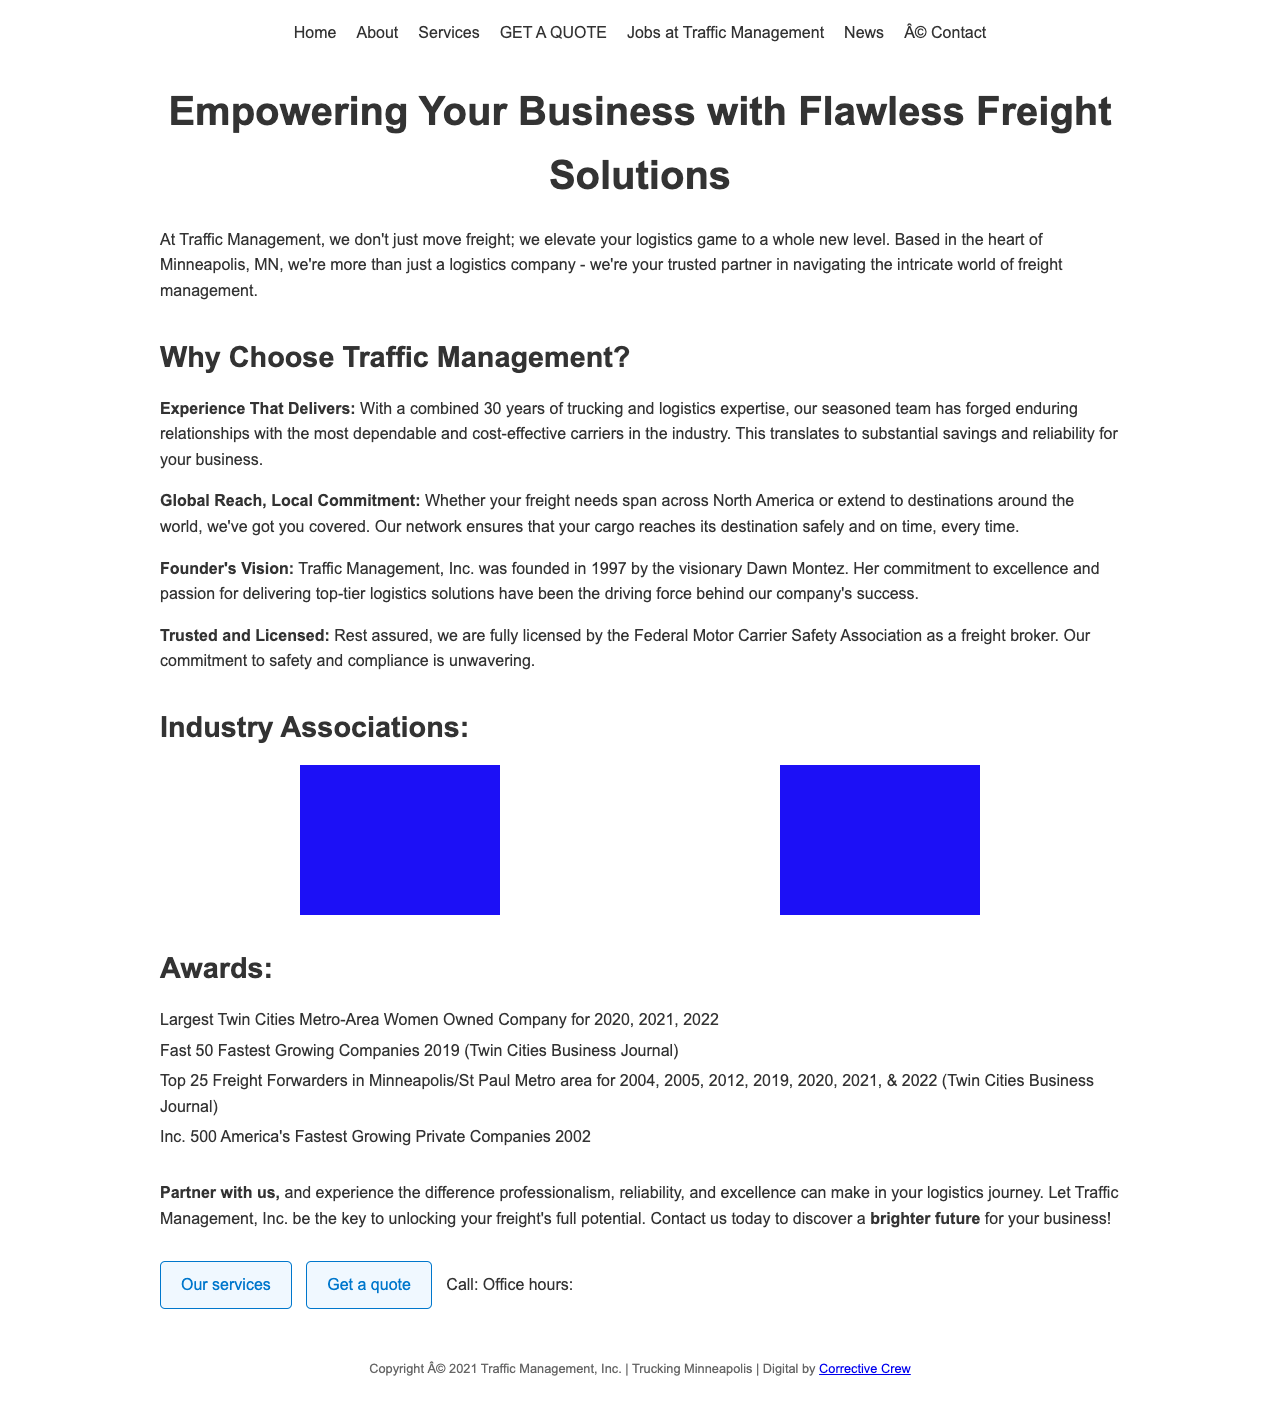 Home About Services GET A QUOTE Jobs at Traffic Management News Â© Contact
Empowering Your Business with Flawless Freight
Solutions
At Traffic Management, we don't just move freight; we elevate your logistics game to a whole new level. Based in the heart of
Minneapolis, MN, we're more than just a logistics company - we're your trusted partner in navigating the intricate world of freight
management.
Why Choose Traffic Management?
Experience That Delivers: With a combined 30 years of trucking and logistics expertise, our seasoned team has forged enduring
relationships with the most dependable and cost-effective carriers in the industry. This translates to substantial savings and reliability for
your business.
Global Reach, Local Commitment: Whether your freight needs span across North America or extend to destinations around the
world, we've got you covered. Our network ensures that your cargo reaches its destination safely and on time, every time.
Founder's Vision: Traffic Management, Inc. was founded in 1997 by the visionary Dawn Montez. Her commitment to excellence and
passion for delivering top-tier logistics solutions have been the driving force behind our company's success.
Trusted and Licensed: Rest assured, we are fully licensed by the Federal Motor Carrier Safety Association as a freight broker. Our
commitment to safety and compliance is unwavering.
Industry Associations:
Awards:
Largest Twin Cities Metro-Area Women Owned Company for 2020, 2021, 2022
Fast 50 Fastest Growing Companies 2019 (Twin Cities Business Journal)
Top 25 Freight Forwarders in Minneapolis/St Paul Metro area for 2004, 2005, 2012, 2019, 2020, 2021, & 2022 (Twin Cities Business
Journal)
Inc. 500 America's Fastest Growing Private Companies 2002
Partner with us, and experience the difference professionalism, reliability, and excellence can make in your logistics journey. Let Traffic
Management, Inc. be the key to unlocking your freight's full potential. Contact us today to discover a brighter future for your business!
Our services Get a quote Call: Office hours:
Copyright Â© 2021 Traffic Management, Inc. | Trucking Minneapolis | Digital by Corrective Crew